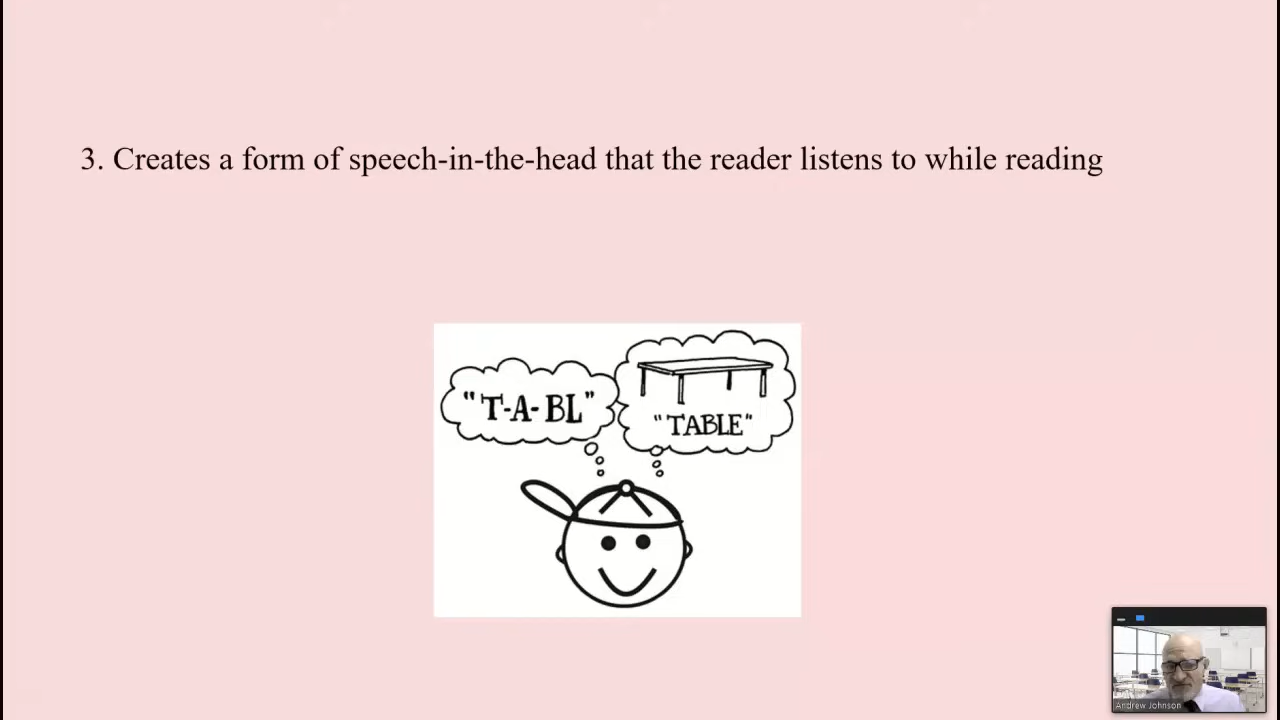 3. Creates a form of speech-in-the-head that the reader listens to while reading
"T-A-BL"
"TABLE"
Andrew Johnson